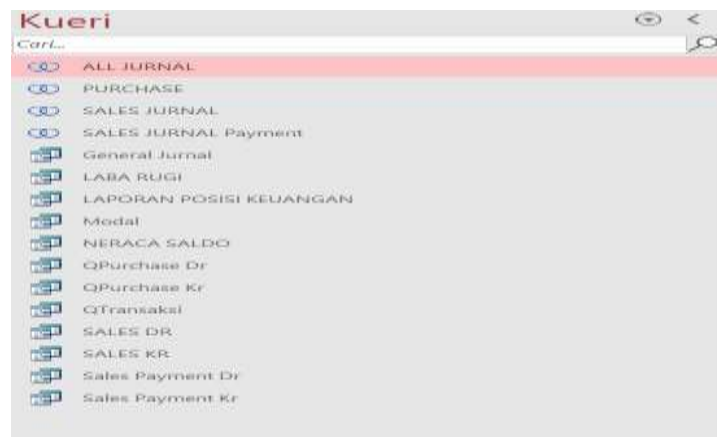 Kueri
Cari...
ALL JURNAL
PURCHASE
SALES JURNAL
SALES JURNAL Payment
General Jurnal
LABA RUGI
LAPORAN POSISI KEUANGAN
Modal
NERACA SALDO
QPurchase Dr
QPurchase Kr
QTransaksi
SALES DR
SALES KR
Sales Payment Dr
Sales Payment Kr